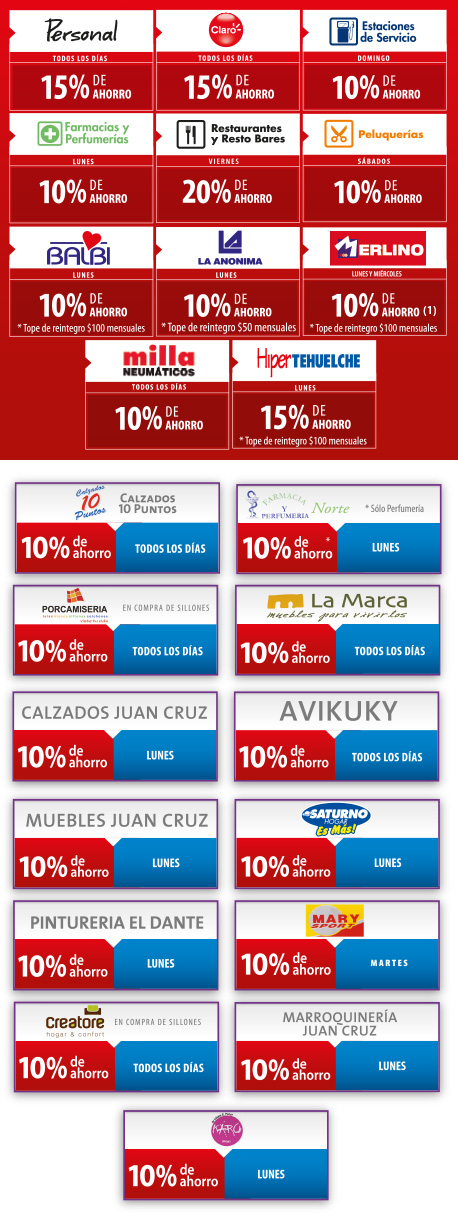 Personal
TODOS LOS DÍAS
15% DE AHORRO
Claro
TODOS LOS DÍAS
15% DE AHORRO
Estaciones
de Servicio
DOMINGO
10% DE AHORRO
Farmacias y
Perfumerías
LUNES
10% DE AHORRO
Restaurantes
y Resto Bares
VIERNES
20% DE AHORRO
Peluquerías
SÁBADOS
10% DE AHORRO
BALBI
LUNES
10% DE AHORRO
* Tope de reintegro $100 mensuales
LA
LA ANONIMA
LUNES
10% DE AHORRO
* Tope de reintegro $50 mensuales
MERLINO
LUNES Y MIÉRCOLES
10% DE AHORRO (1)
* Tope de reintegro $100 mensuales
milla
NEUMÁTICOS
TODOS LOS DÍAS
10% DE AHORRO
HIPERTEHUELCHE
LUNES
15% DE AHORRO
* Tope de reintegro $100 mensuales
Calzados
10
Puntos
CALZADOS
10 PUNTOS
10% de ahorro
TODOS LOS DÍAS
FARMACIA
Y
PERFUMERIA
Norte
* Sólo Perfumería
10% de ahorro *
LUNES
PORCAMISERIA
EN COMPRA DE SILLONES
10% de ahorro
TODOS LOS DÍAS
La Marca
muebles para vivirlos
10% de ahorro
TODOS LOS DÍAS
CALZADOS JUAN CRUZ
10% de ahorro
LUNES
AVIKUKY
10% de ahorro
TODOS LOS DÍAS
MUEBLES JUAN CRUZ
10% de ahorro
LUNES
SATURNO
HOGAR
Es Más!
10% de ahorro
LUNES
PINTURERIA EL DANTE
10% de ahorro
LUNES
MARY
SPORT
10% de ahorro
MARTES
Creatore
hogar & confort
EN COMPRA DE SILLONES
10% de ahorro
TODOS LOS DÍAS
MARROQUINERÍA
JUAN CRUZ
10% de ahorro
LUNES
KARU
10% de ahorro
LUNES